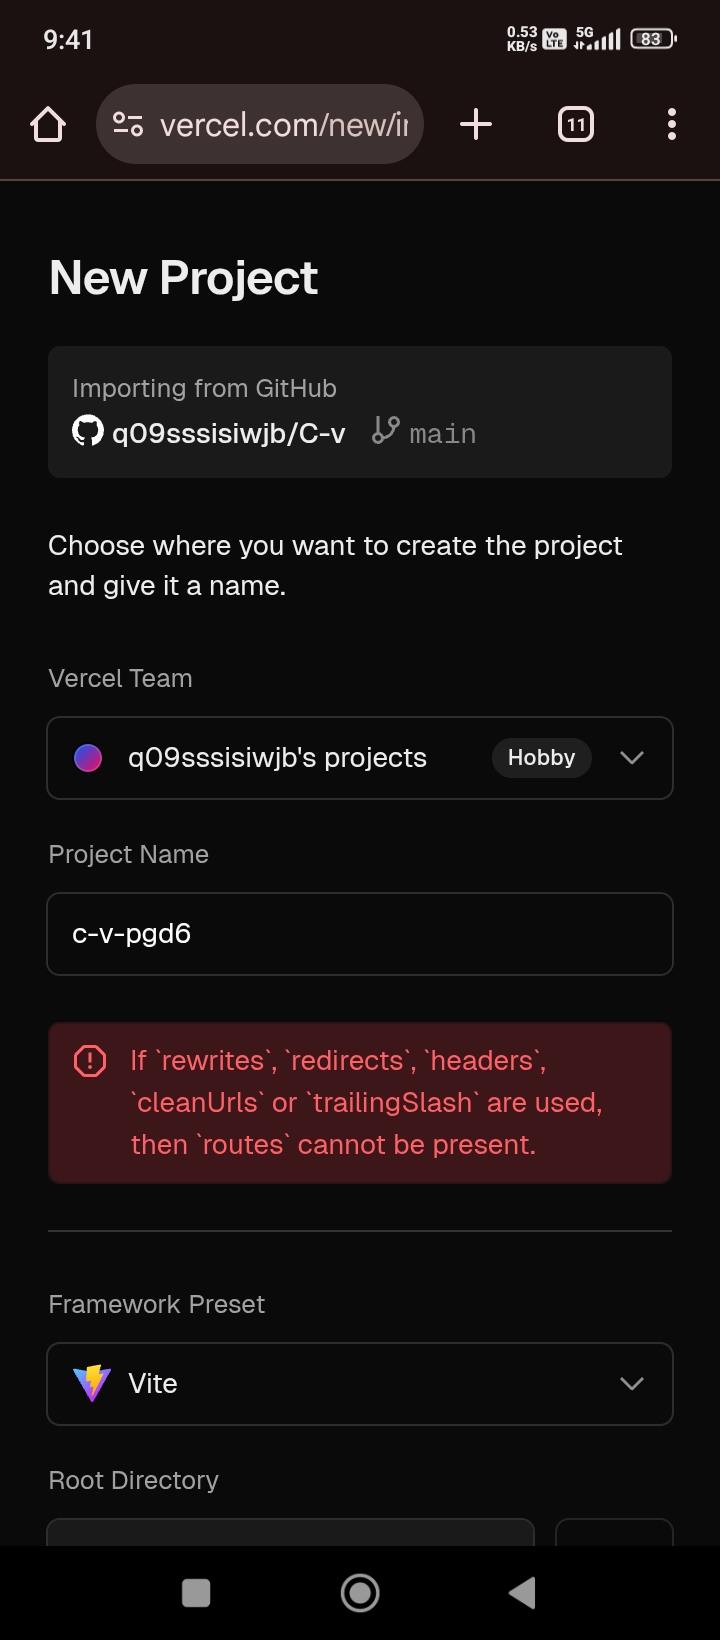 9:41
0.53 KB/s
Vo LTE
5G
83
vercel.com/new/ir
11
New Project
Importing from GitHub
q09sssisiwjb/C-v main
Choose where you want to create the project
and give it a name.
Vercel Team
q09sssisiwjb's projects Hobby
Project Name
c-v-pgd6
If `rewrites`, `redirects`, `headers`,
`cleanUrls` or `trailingSlash` are used,
then `routes` cannot be present.
Framework Preset
Vite
Root Directory